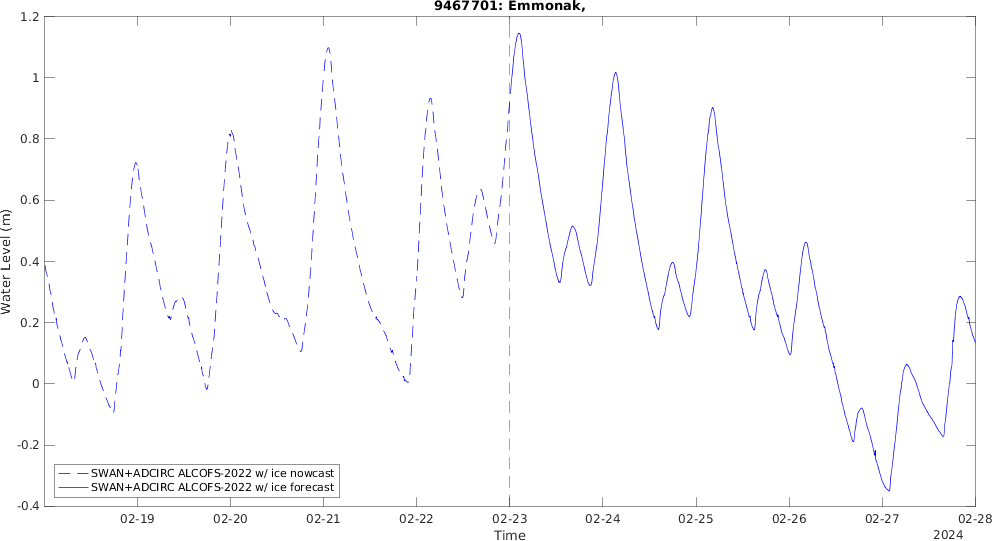 9467701: Emmonak,
1.2
1
0.8
0.6
0.4
0.2
0
-0.2
-0.4
Water Level (m)
SWAN+ADCIRC ALCOFS-2022 w/ ice nowcast
SWAN+ADCIRC ALCOFS-2022 w/ ice forecast
02-19 02-20 02-21 02-22 02-23 02-24 02-25 02-26 02-27 02-28
Time
2024